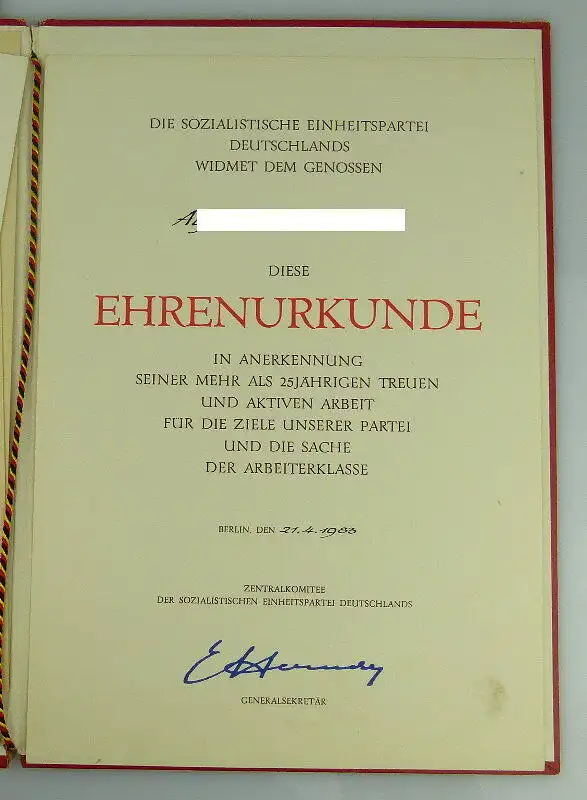 DIE SOZIALISTISCHE EINHEITSPARTEI
DEUTSCHLANDS
WIDMET DEM GENOSSEN
DIESE
EHRENURKUNDE
IN ANERKENNUNG
SEINER MEHR ALS 25JÄHRIGEN TREUEN
UND AKTIVEN ARBEIT
FÜR DIE ZIELE UNSERER PARTEI
UND DIE SACHE
DER ARBEITERKLASSE
BERLIN, DEN 21.4.1988
ZENTRALKOMITEE
DER SOZIALISTISCHEN EINHEITSPARTEI DEUTSCHLANDS
GENERALSEKRETÄR